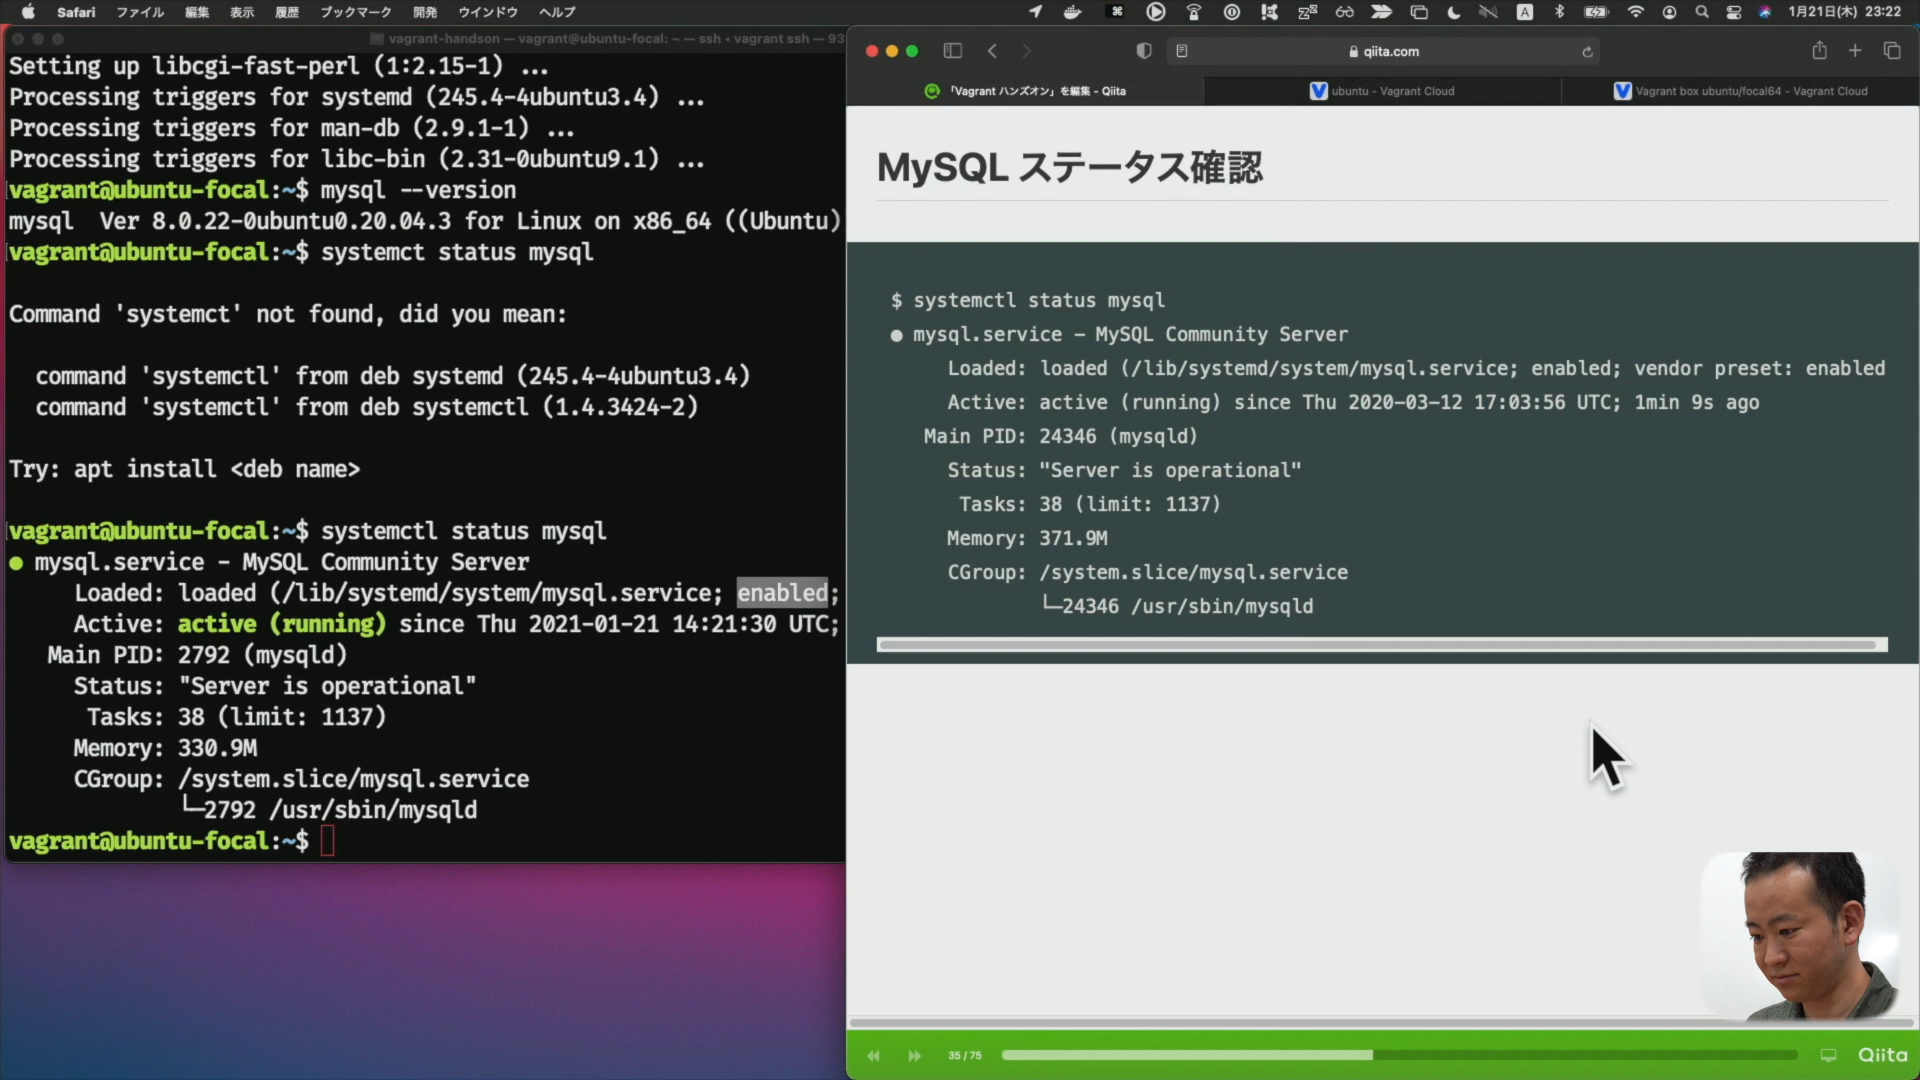 Safari ファイル 編集 表示 履歴 ブックマーク 開発 ウインドウ ヘルプ
A
1月21日(木) 23:22
vagrant-handson — vagrant@ubuntu-focal: ~ — ssh • vagrant ssh — 93
Setting up libcgi-fast-perl (1:2.15-1) ...
Processing triggers for systemd (245.4-4ubuntu3.4) ...
Processing triggers for man-db (2.9.1-1) ...
Processing triggers for libc-bin (2.31-0ubuntu9.1) ...
vagrant@ubuntu-focal:~$ mysql --version
mysql  Ver 8.0.22-0ubuntu0.20.04.3 for Linux on x86_64 ((Ubuntu)
vagrant@ubuntu-focal:~$ systemct status mysql
Command 'systemct' not found, did you mean:
command 'systemctl' from deb systemd (245.4-4ubuntu3.4)
command 'systemctl' from deb systemctl (1.4.3424-2)
Try: apt install <deb name>
vagrant@ubuntu-focal:~$ systemctl status mysql
● mysql.service - MySQL Community Server
Loaded: loaded (/lib/systemd/system/mysql.service; enabled;
Active: active (running) since Thu 2021-01-21 14:21:30 UTC;
Main PID: 2792 (mysqld)
Status: "Server is operational"
Tasks: 38 (limit: 1137)
Memory: 330.9M
CGroup: /system.slice/mysql.service
└─2792 /usr/sbin/mysqld
vagrant@ubuntu-focal:~$
qiita.com
「Vagrant ハンズオン」を編集 - Qiita
ubuntu - Vagrant Cloud
Vagrant box ubuntu/focal64 - Vagrant Cloud
MySQL ステータス確認
$ systemctl status mysql
● mysql.service - MySQL Community Server
Loaded: loaded (/lib/systemd/system/mysql.service; enabled; vendor preset: enabled
Active: active (running) since Thu 2020-03-12 17:03:56 UTC; 1min 9s ago
Main PID: 24346 (mysqld)
Status: "Server is operational"
Tasks: 38 (limit: 1137)
Memory: 371.9M
CGroup: /system.slice/mysql.service
└─24346 /usr/sbin/mysqld
35 / 75
Qiita